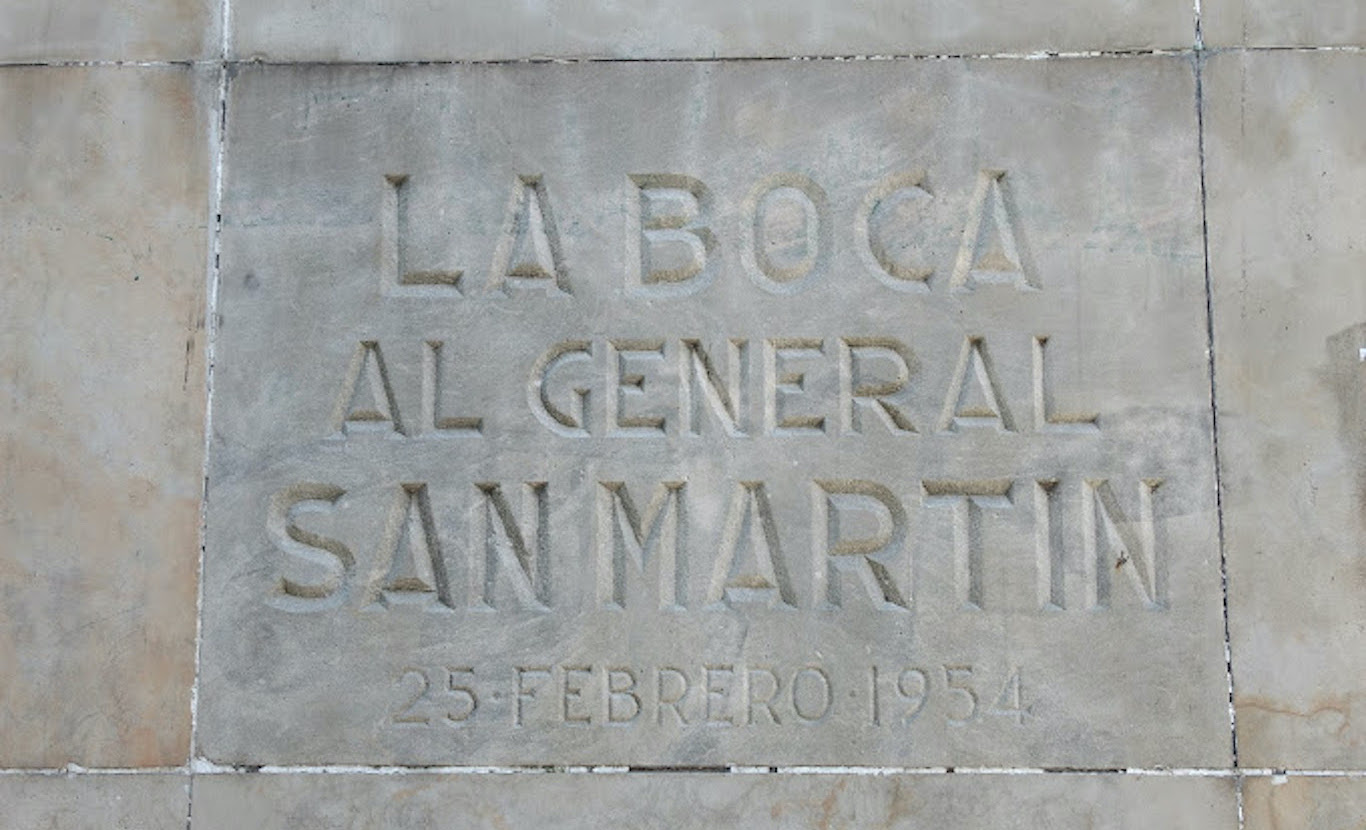 LA BOCA
AL GENERAL
SAN MARTIN
25·FEBRERO·1954